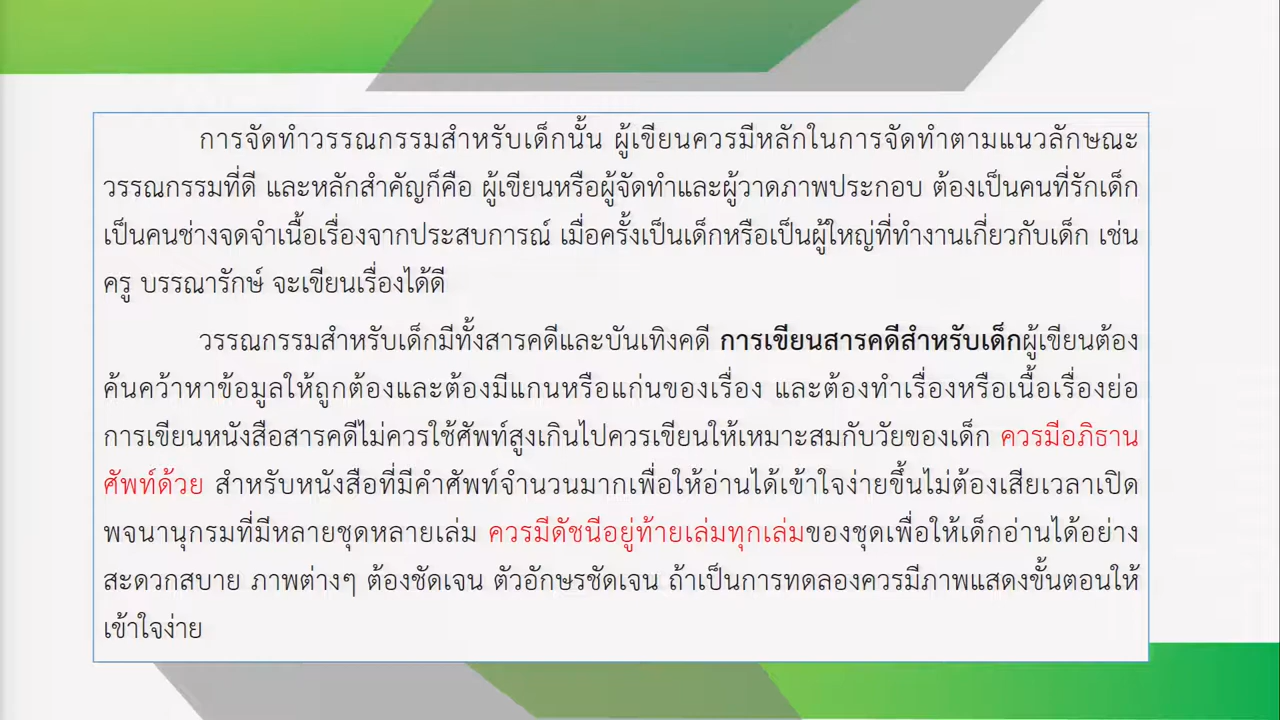 การจัดทำวรรณกรรมสำหรับเด็กนั้น ผู้เขียนควรมีหลักในการจัดทำตามแนวลักษณะ
วรรณกรรมที่ดี และหลักสำคัญก็คือ ผู้เขียนหรือผู้จัดทำและผู้วาดภาพประกอบ ต้องเป็นคนที่รักเด็ก
เป็นคนช่างจดจำเนื้อเรื่องจากประสบการณ์ เมื่อครั้งเป็นเด็กหรือเป็นผู้ใหญ่ที่ทำงานเกี่ยวกับเด็ก เช่น
ครู บรรณารักษ์ จะเขียนเรื่องได้ดี
วรรณกรรมสำหรับเด็กมีทั้งสารคดีและบันเทิงคดี การเขียนสารคดีสำหรับเด็กผู้เขียนต้อง
ค้นคว้าหาข้อมูลให้ถูกต้องและต้องมีแกนหรือแก่นของเรื่อง และต้องทำเรื่องหรือเนื้อเรื่องย่อ
การเขียนหนังสือสารคดีไม่ควรใช้ศัพท์สูงเกินไปควรเขียนให้เหมาะสมกับวัยของเด็ก ควรมีอภิธาน
ศัพท์ด้วย สำหรับหนังสือที่มีคำศัพท์จำนวนมากเพื่อให้อ่านได้เข้าใจง่ายขึ้นไม่ต้องเสียเวลาเปิด
พจนานุกรมที่มีหลายชุดหลายเล่ม ควรมีดัชนีอยู่ท้ายเล่มทุกเล่มของชุดเพื่อให้เด็กอ่านได้อย่าง
สะดวกสบาย ภาพต่างๆ ต้องชัดเจน ตัวอักษรชัดเจน ถ้าเป็นการทดลองควรมีภาพแสดงขั้นตอนให้
เข้าใจง่าย